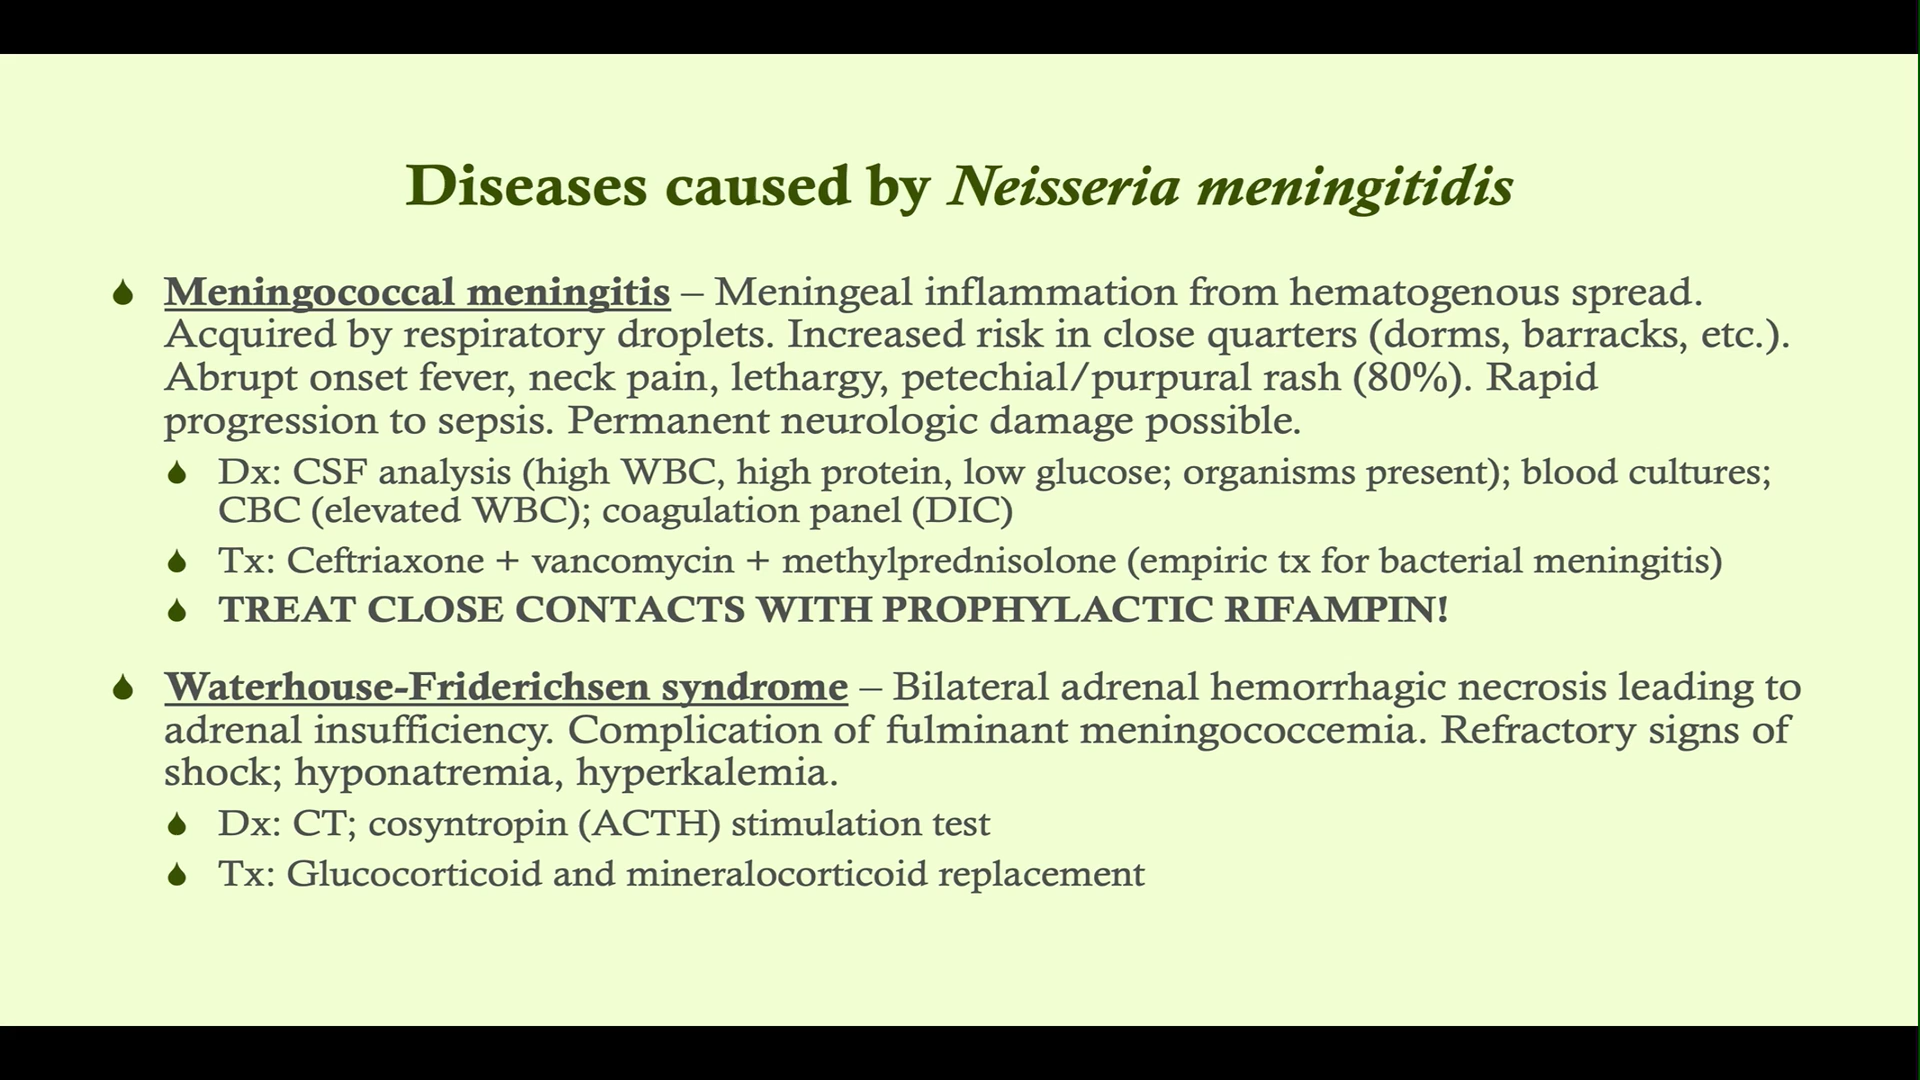 Diseases caused by Neisseria meningitidis
Meningococcal meningitis – Meningeal inflammation from hematogenous spread.
Acquired by respiratory droplets. Increased risk in close quarters (dorms, barracks, etc.).
Abrupt onset fever, neck pain, lethargy, petechial/purpural rash (80%). Rapid
progression to sepsis. Permanent neurologic damage possible.
Dx: CSF analysis (high WBC, high protein, low glucose; organisms present); blood cultures;
CBC (elevated WBC); coagulation panel (DIC)
Tx: Ceftriaxone + vancomycin + methylprednisolone (empiric tx for bacterial meningitis)
TREAT CLOSE CONTACTS WITH PROPHYLACTIC RIFAMPIN!
Waterhouse-Friderichsen syndrome – Bilateral adrenal hemorrhagic necrosis leading to
adrenal insufficiency. Complication of fulminant meningococcemia. Refractory signs of
shock; hyponatremia, hyperkalemia.
Dx: CT; cosyntropin (ACTH) stimulation test
Tx: Glucocorticoid and mineralocorticoid replacement